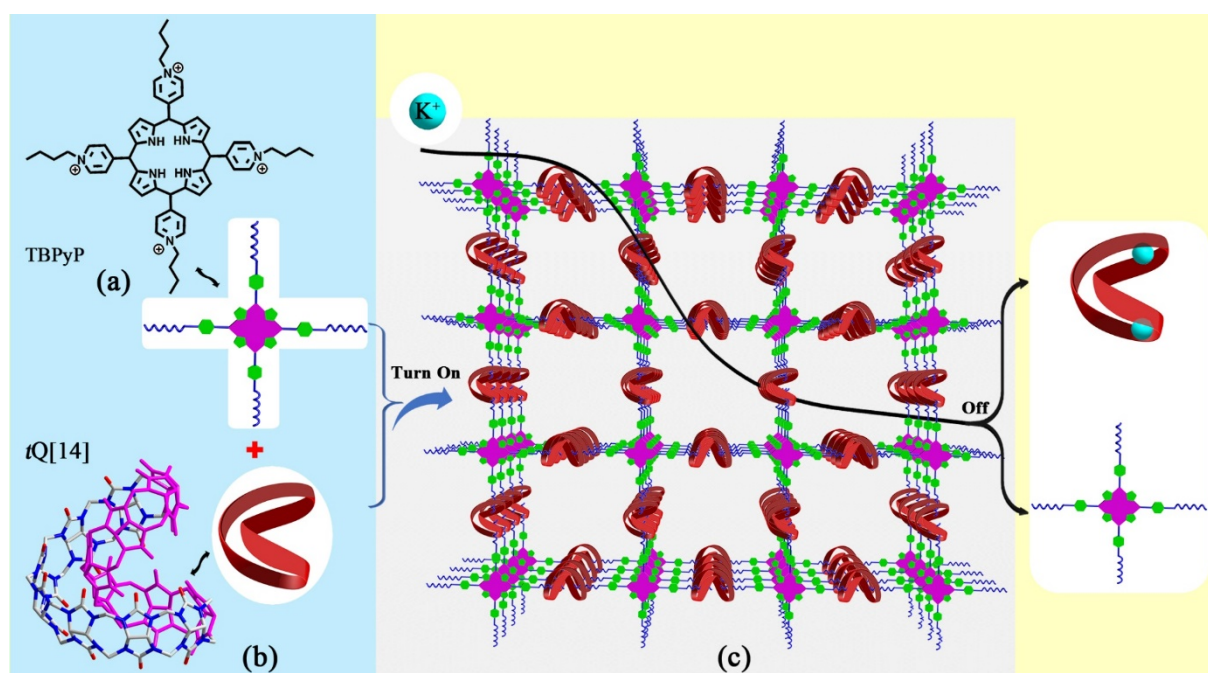 N
⊕
NH HN
N
⊕
N
⊕
NH HN
N
⊕
TBPyP
(a)
K⁺
Turn On
Off
tQ[14]
(b)
(c)